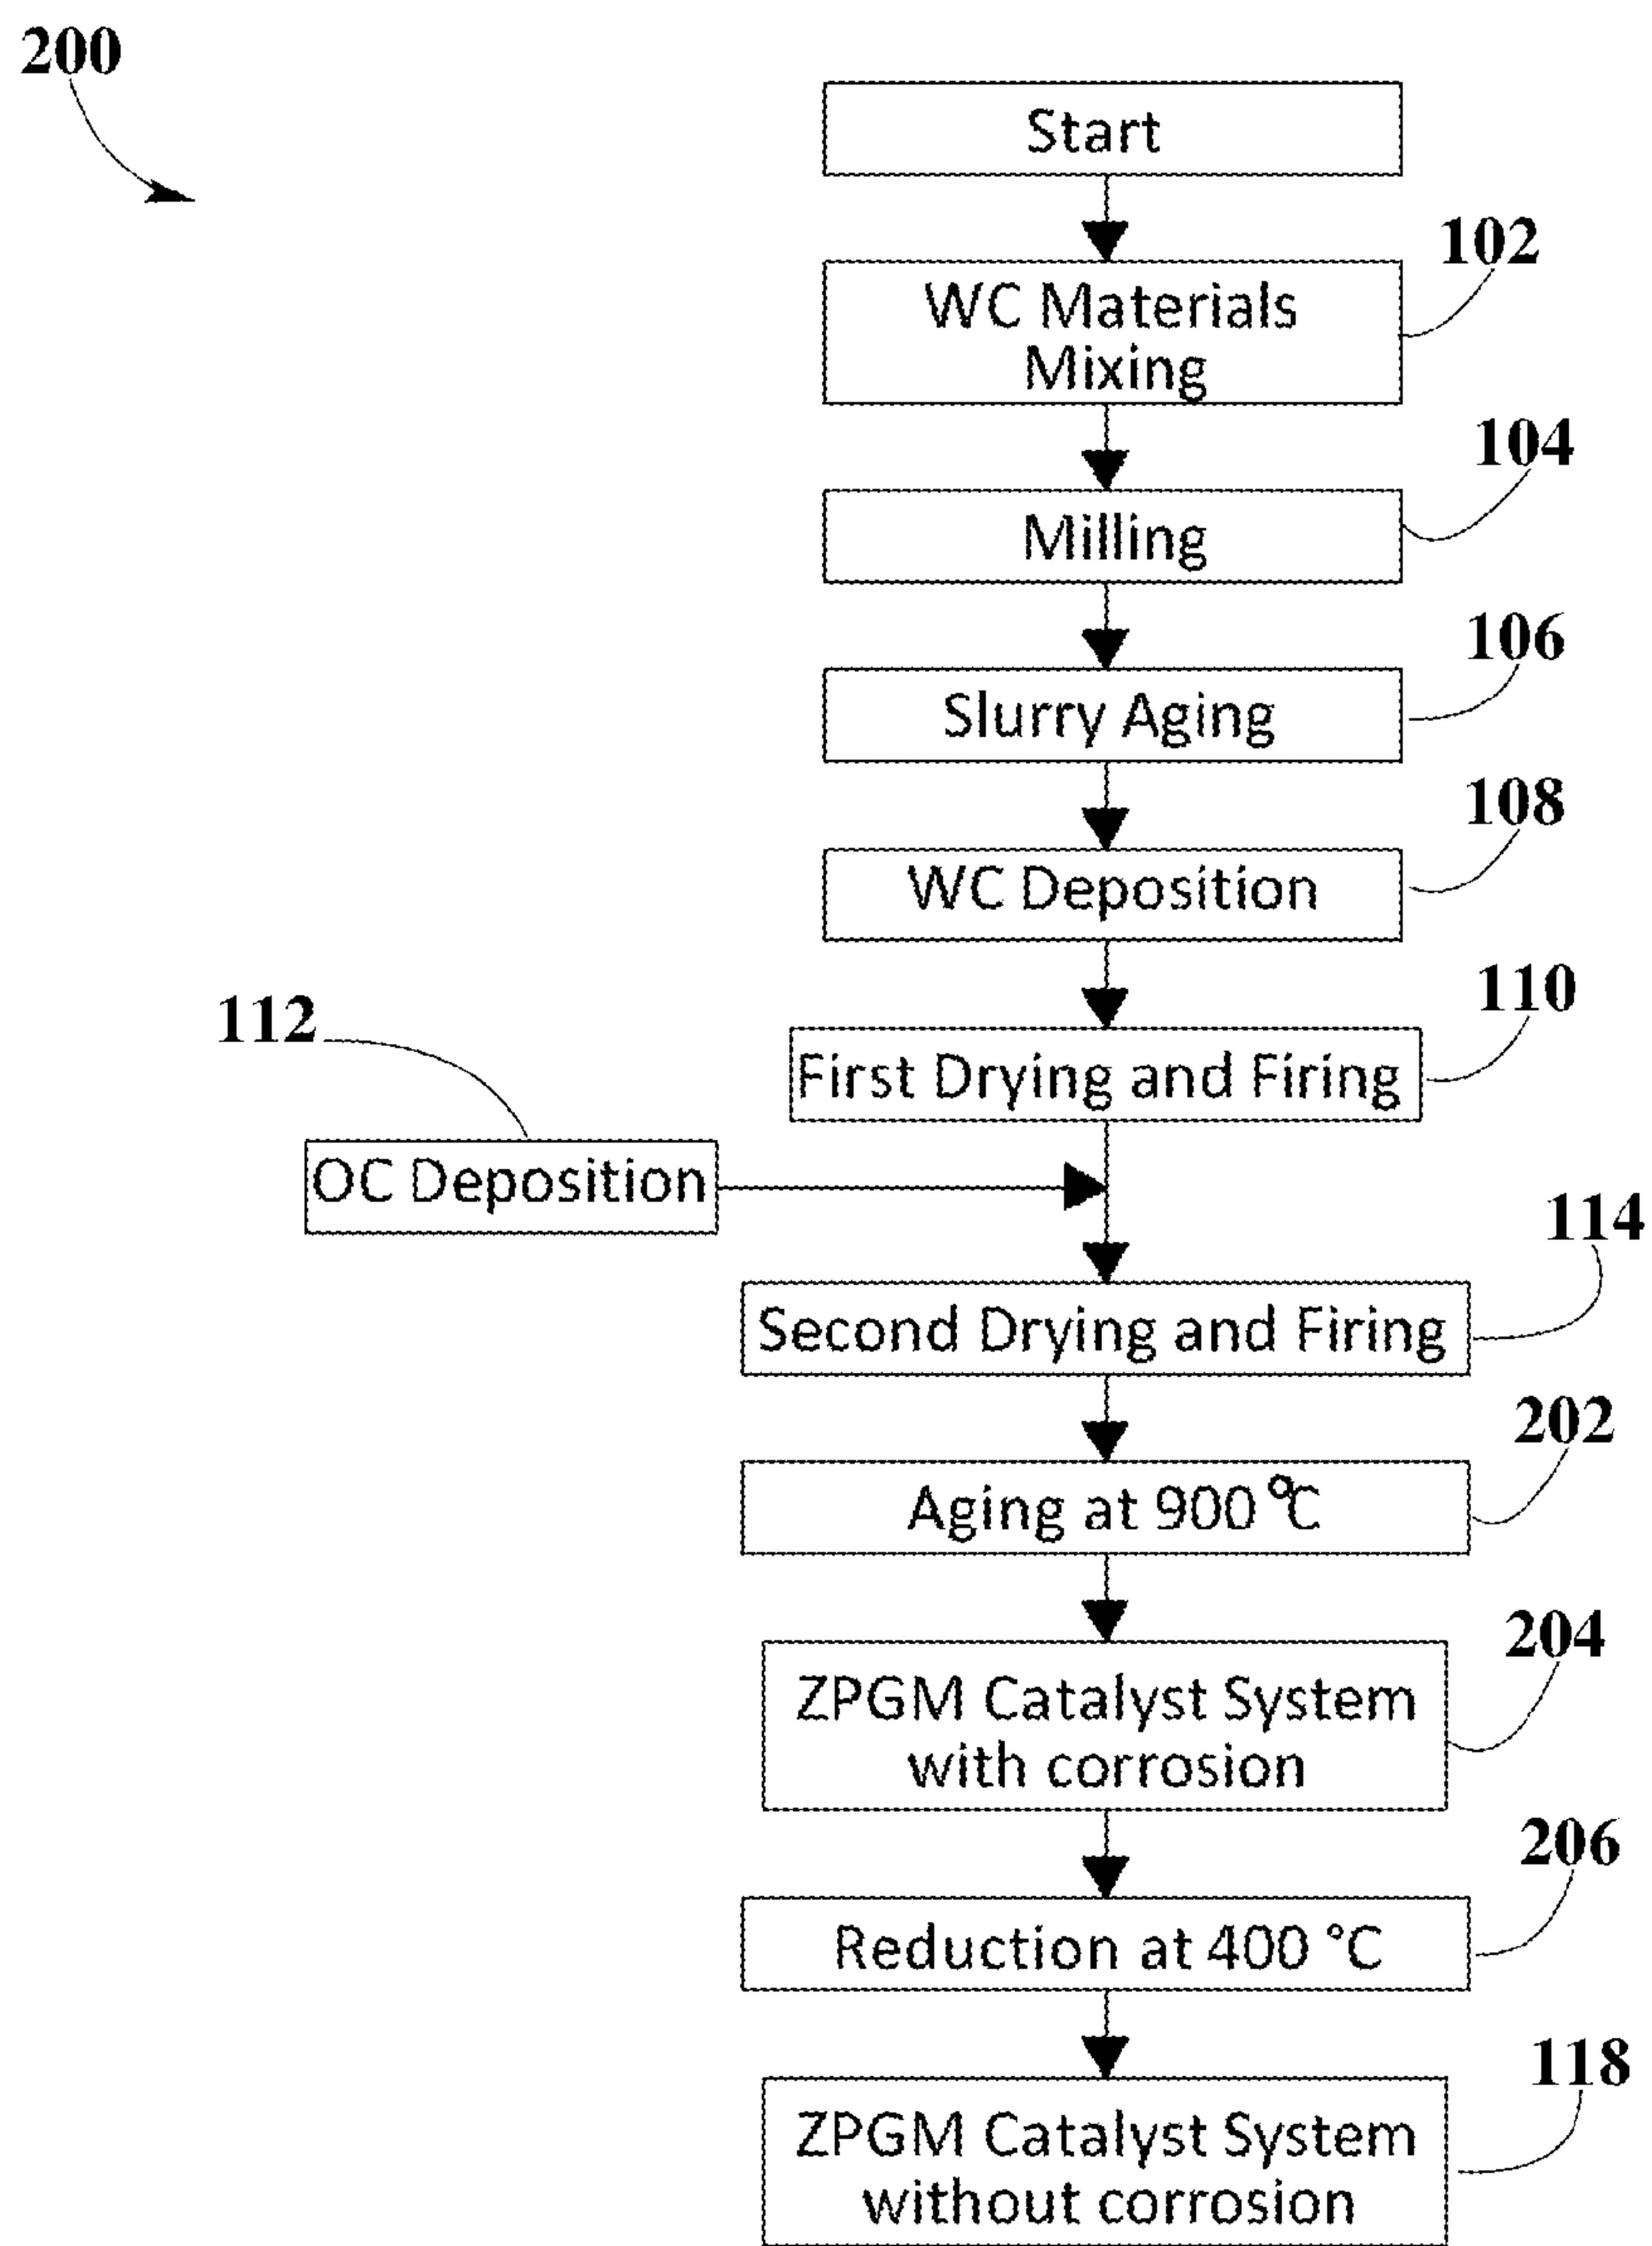 200
Start
102
WC Materials
Mixing
104
Milling
106
Slurry Aging
108
WC Deposition
110
First Drying and Firing
112
OC Deposition
114
Second Drying and Firing
202
Aging at 900 °C
204
ZPGM Catalyst System
with corrosion
206
Reduction at 400 °C
118
ZPGM Catalyst System
without corrosion